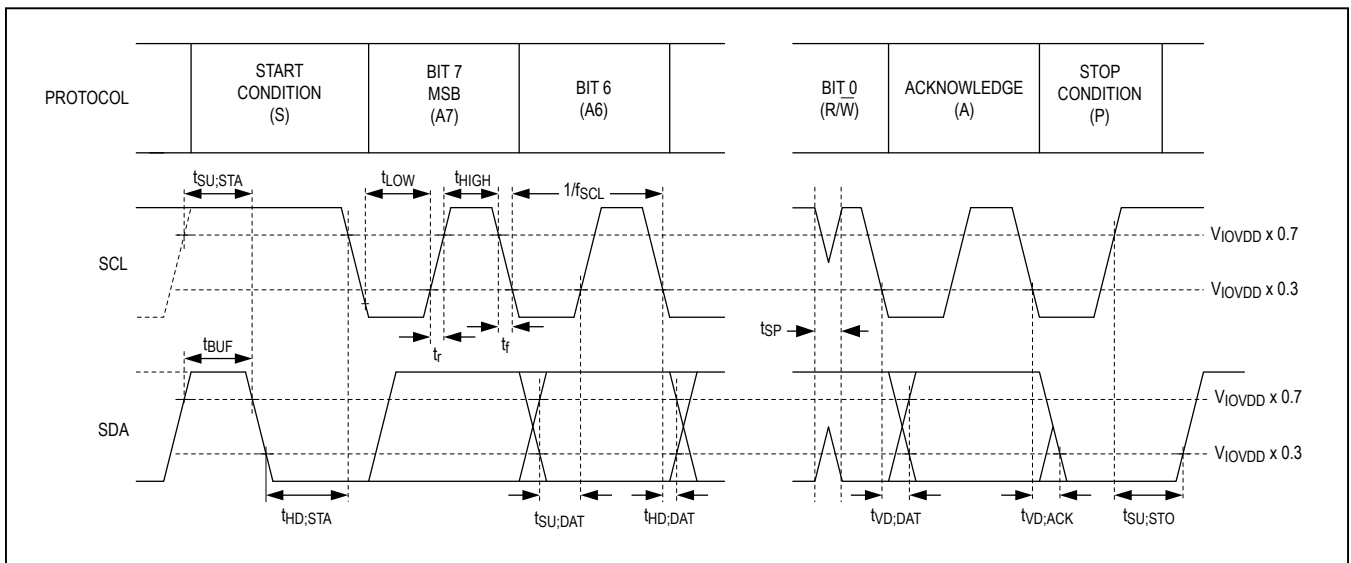 PROTOCOL
START
CONDITION
(S)
BIT 7
MSB
(A7)
BIT 6
(A6)
BIT 0
(R/W̅)
ACKNOWLEDGE
(A)
STOP
CONDITION
(P)
tSU;STA
tLOW
tHIGH
1/fSCL
SCL
VIOVDD x 0.7
VIOVDD x 0.3
tr
tf
tSP
tBUF
SDA
VIOVDD x 0.7
VIOVDD x 0.3
tHD;STA
tSU;DAT
tHD;DAT
tVD;DAT
tVD;ACK
tSU;STO